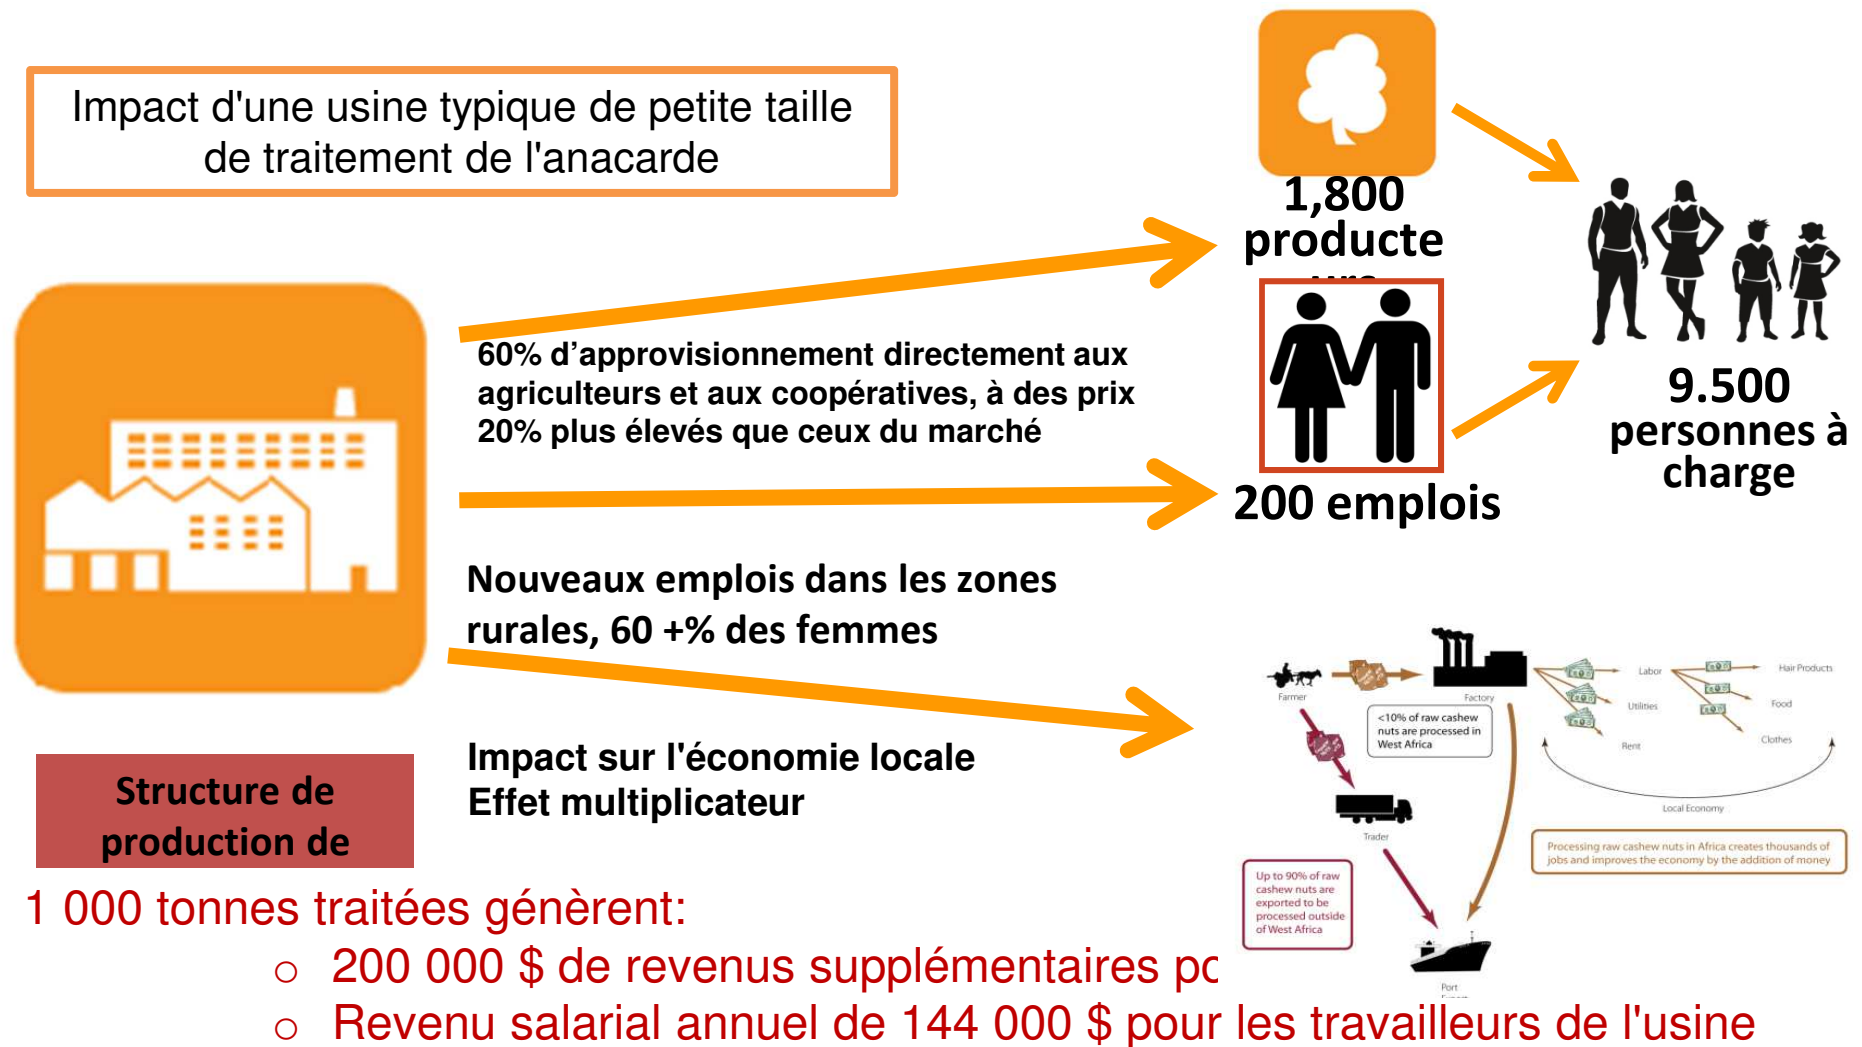 Impact d'une usine typique de petite taille
de traitement de l'anacarde
1,800
producte
60% d’approvisionnement directement aux
agriculteurs et aux coopératives, à des prix
20% plus élevés que ceux du marché
9.500
personnes à
charge
200 emplois
Nouveaux emplois dans les zones
rurales, 60 +% des femmes
Impact sur l'économie locale
Effet multiplicateur
Structure de
production de
Farmer
Factory
Labor
Hair Products
Utilities
Food
Rent
Clothes
<10% of raw cashew
nuts are processed in
West Africa
Local Economy
Trader
Processing raw cashew nuts in Africa creates thousands of
jobs and improves the economy by the addition of money
Up to 90% of raw
cashew nuts are
exported to be
processed outside
of West Africa
Port
1 000 tonnes traitées génèrent:
o 200 000 $ de revenus supplémentaires
o Revenu salarial annuel de 144 000 $ pour les travailleurs de l'usine